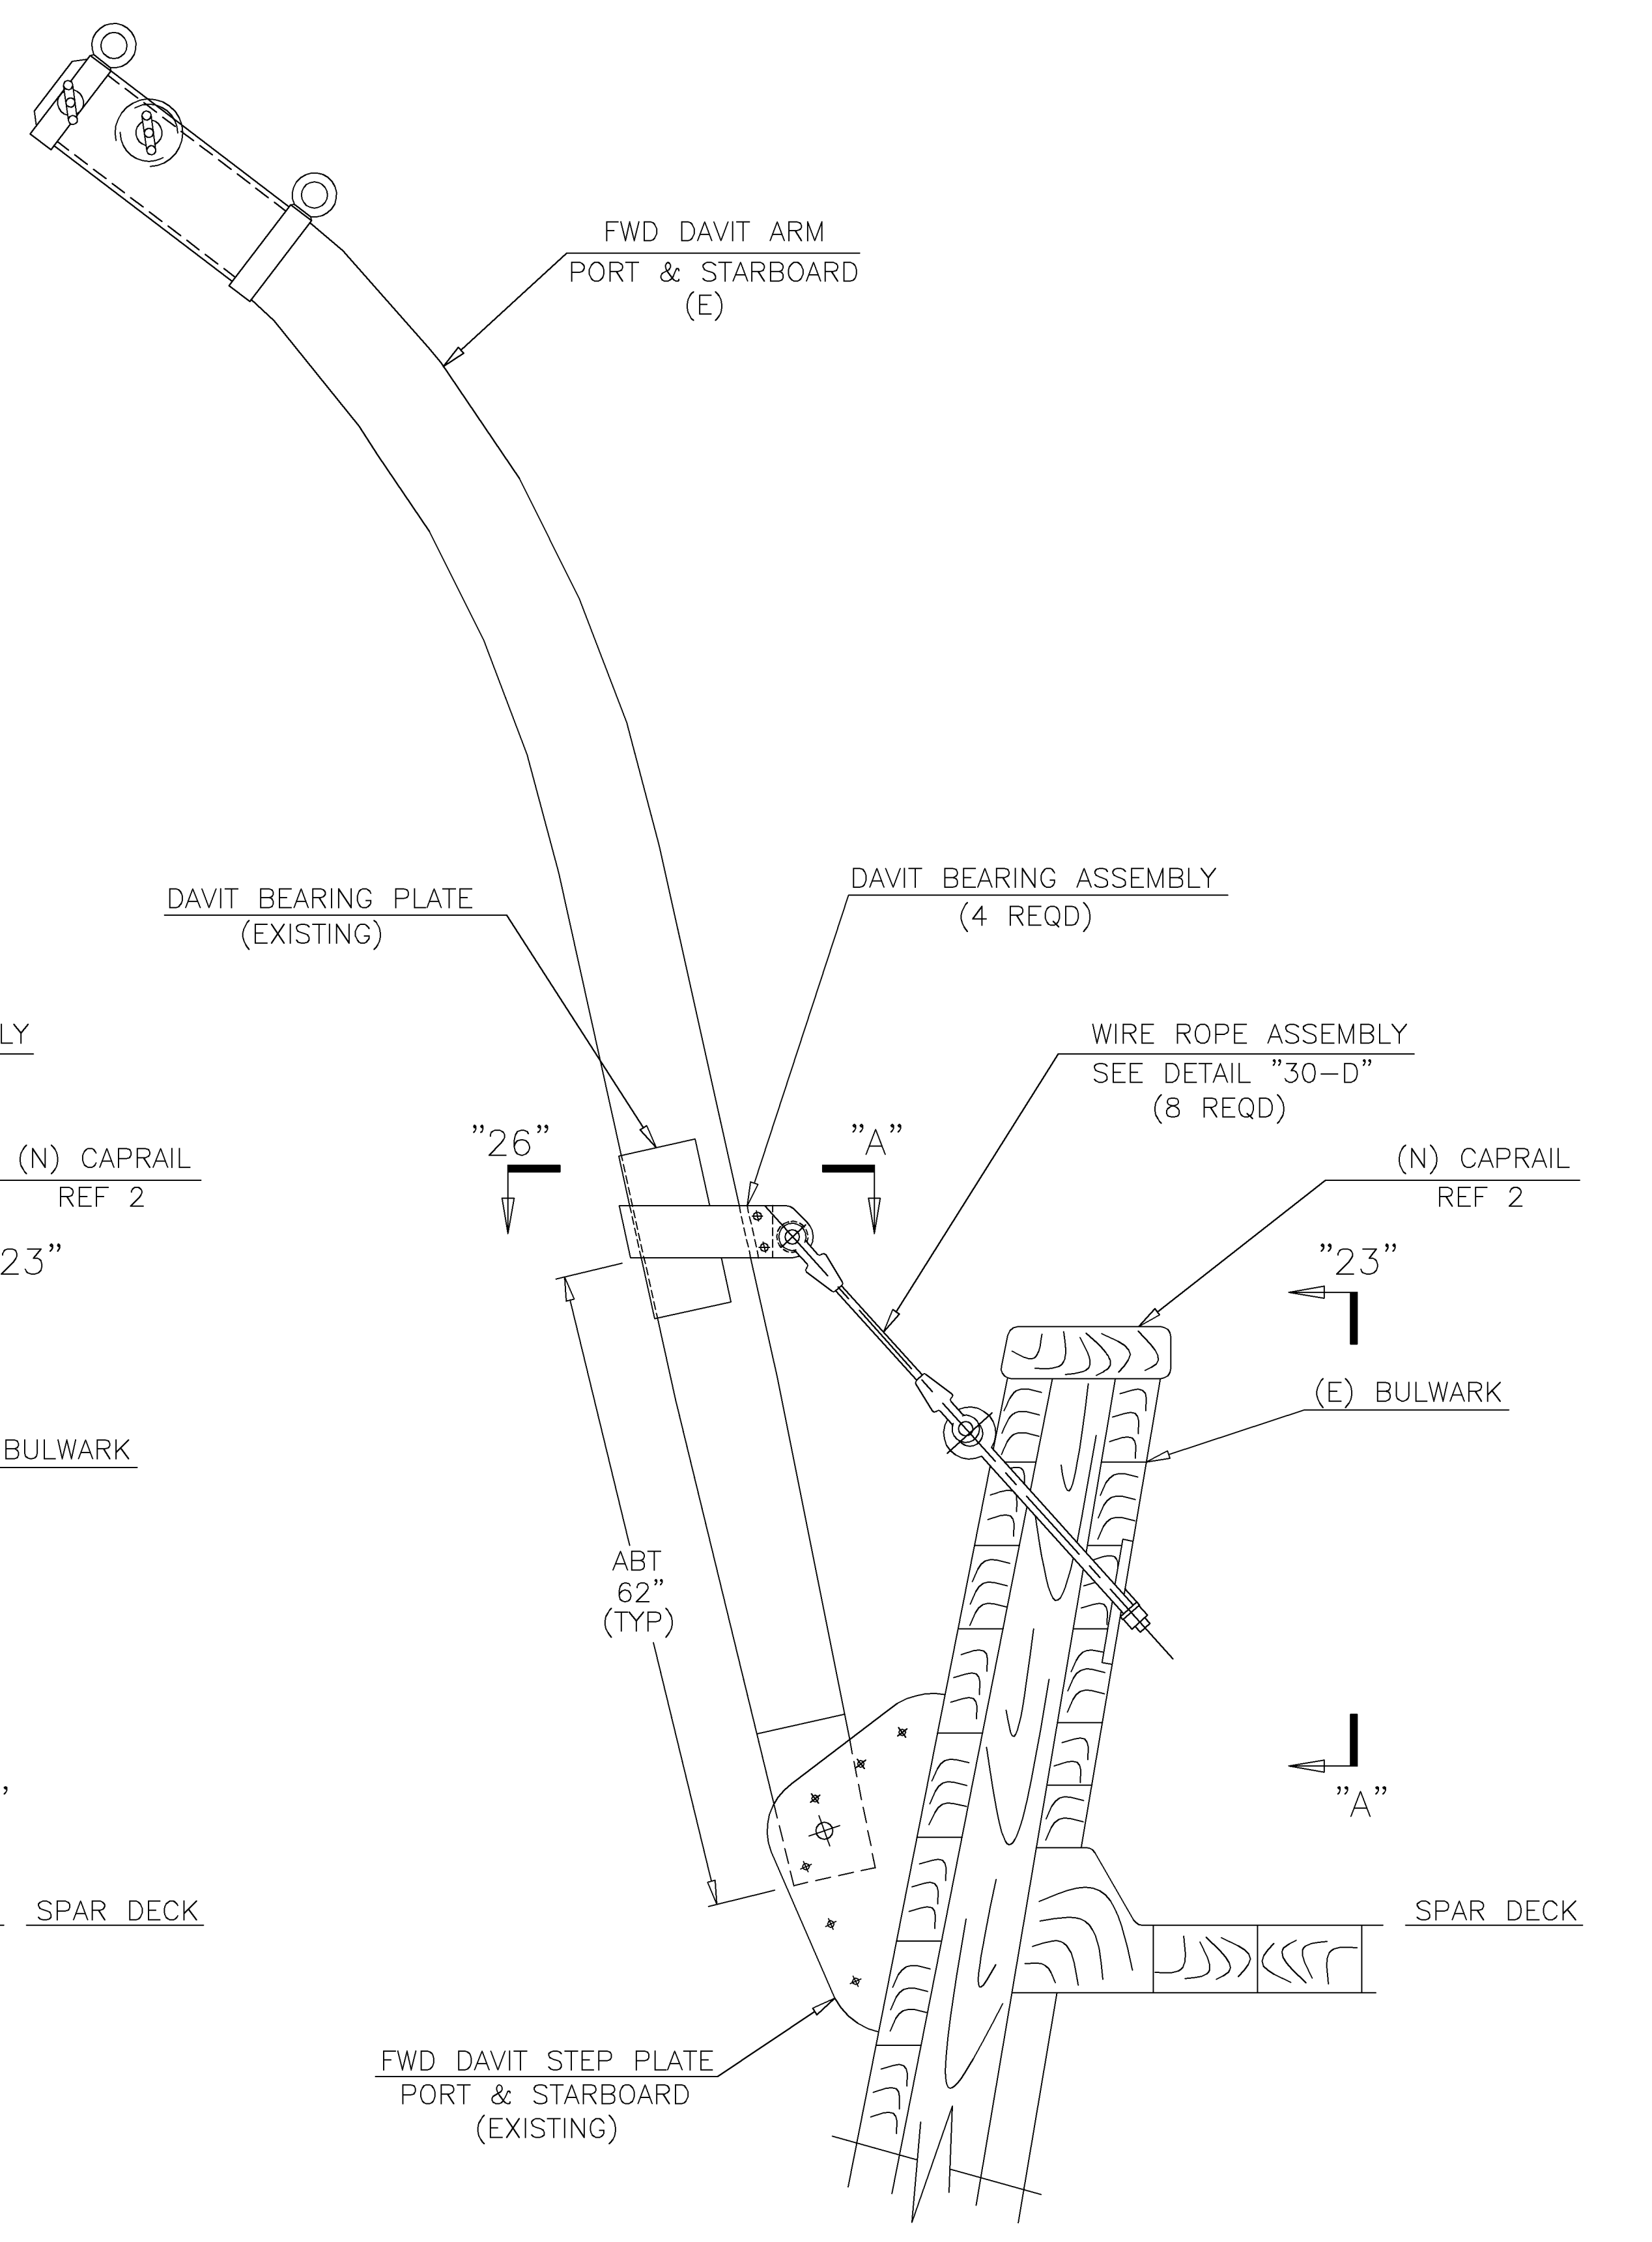 FWD DAVIT ARM
PORT & STARBOARD
(E)
DAVIT BEARING PLATE
(EXISTING)
DAVIT BEARING ASSEMBLY
(4 REQD)
LY
WIRE ROPE ASSEMBLY
SEE DETAIL "30-D"
(8 REQD)
"26"
"A"
(N) CAPRAIL
REF 2
(N) CAPRAIL
REF 2
23"
"23"
(E) BULWARK
BULWARK
ABT
62"
(TYP)
"
"A"
SPAR DECK
SPAR DECK
FWD DAVIT STEP PLATE
PORT & STARBOARD
(EXISTING)